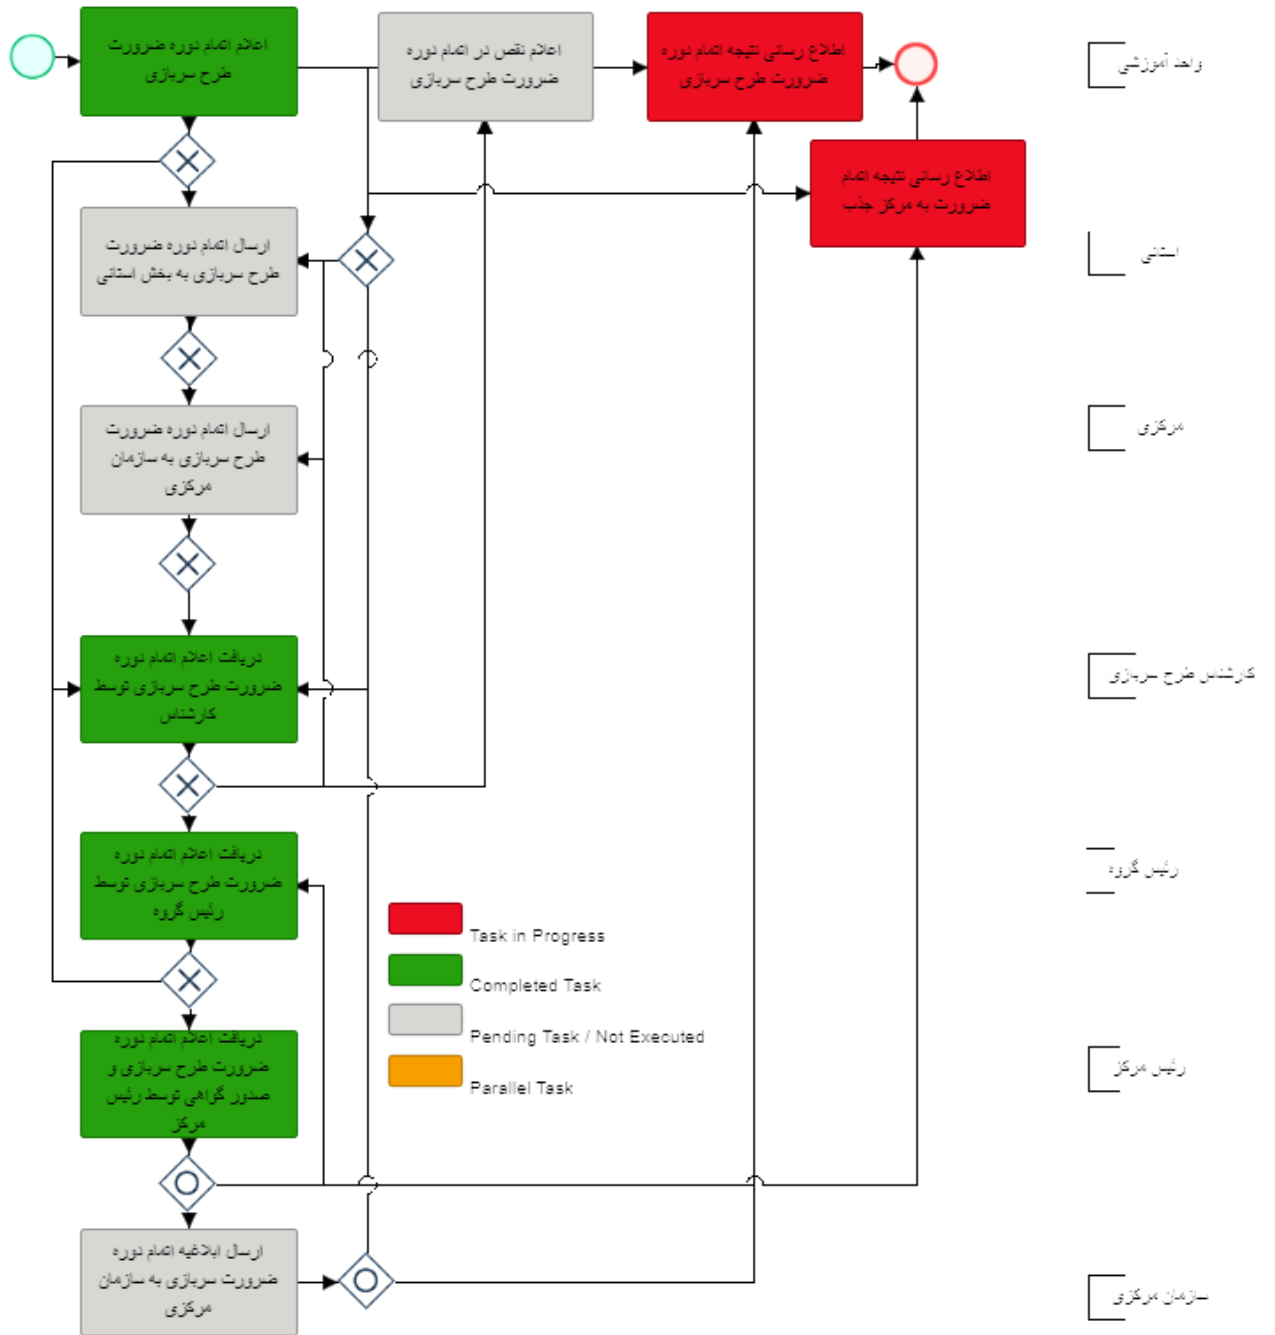 اعلام اتمام دوره ضرورت
طرح سربازی
اعلام نقص در اتمام دوره
ضرورت طرح سربازی
اطلاع رسانی نتیجه اتمام دوره
ضرورت طرح سربازی
واحد آموزشی
اطلاع رسانی نتیجه اتمام
ضرورت به مرکز جذب
ارسال اتمام دوره ضرورت
طرح سربازی به بخش استانی
استانی
ارسال اتمام دوره ضرورت
طرح سربازی به سازمان
مرکزی
مرکزی
دریافت اعلام اتمام دوره
ضرورت طرح سربازی توسط
کارشناس
کارشناس طرح سربازی
دریافت اعلام اتمام دوره
ضرورت طرح سربازی توسط
رئیس گروه
رئیس گروه
Task in Progress
Completed Task
Pending Task / Not Executed
Parallel Task
دریافت اعلام اتمام دوره
ضرورت طرح سربازی و
صدور گواهی توسط رئیس
مرکز
رئیس مرکز
ارسال ابلاغیه اتمام دوره
ضرورت سربازی به سازمان
مرکزی
سازمان مرکزی